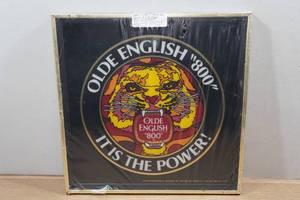 OLDE ENGLISH "800"
OLDE
ENGLISH
"800"
IT IS THE POWER!